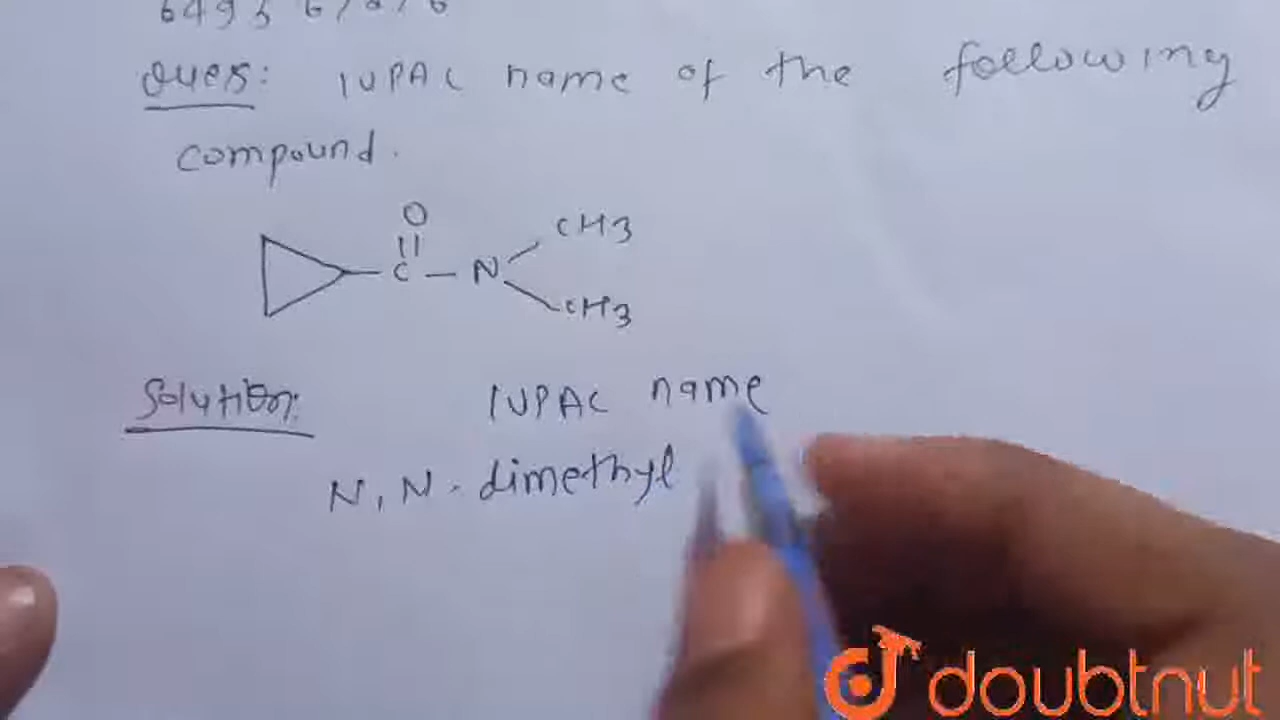 Ques: IUPAC name of the following
compound.
O
CH3
C - N
CH3
Solution:
IUPAC name
N, N - dimethyl
doubtnut